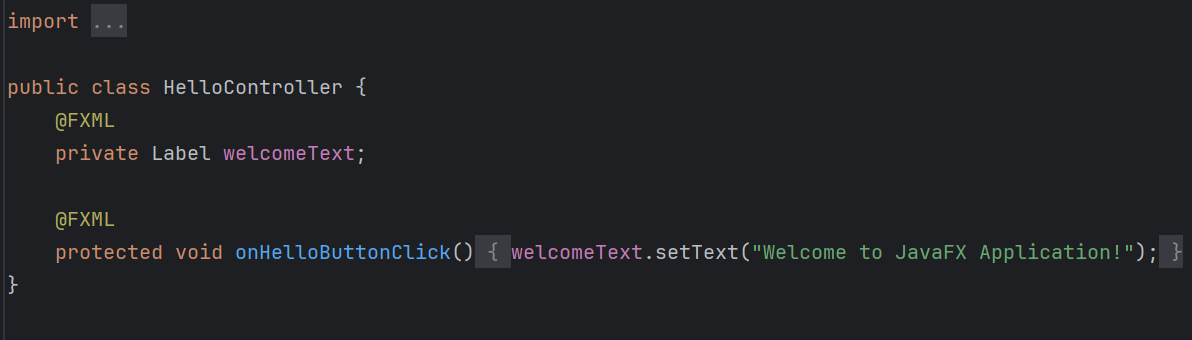 import ...
public class HelloController {
    @FXML
    private Label welcomeText;
    @FXML
    protected void onHelloButtonClick() { welcomeText.setText("Welcome to JavaFX Application!"); }
}